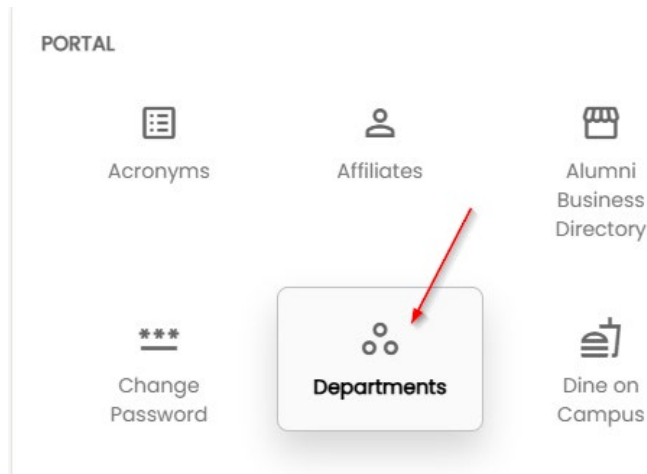 PORTAL
Acronyms
Affiliates
Alumni
Business
Directory
***
Change
Password
Departments
Dine on
Campus